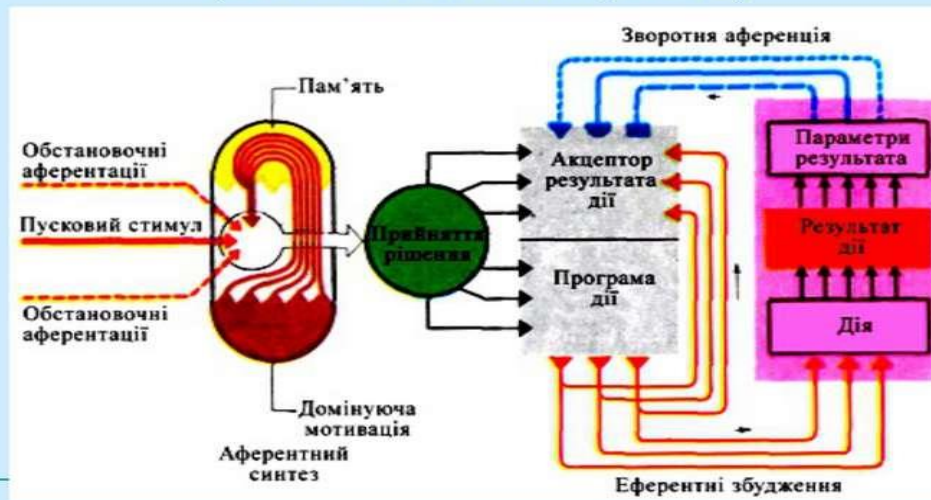 Зворотня аференція
Пам'ять
Обстановочні
аферентації
Пусковий стимул
Обстановочні
аферентації
Прийняття
рішення
Акцептор
результата
дії
Програма
дії
Параметри
результата
Результат
дії
Дія
Домінуюча
мотивація
Аферентний
синтез
Еферентні збудження